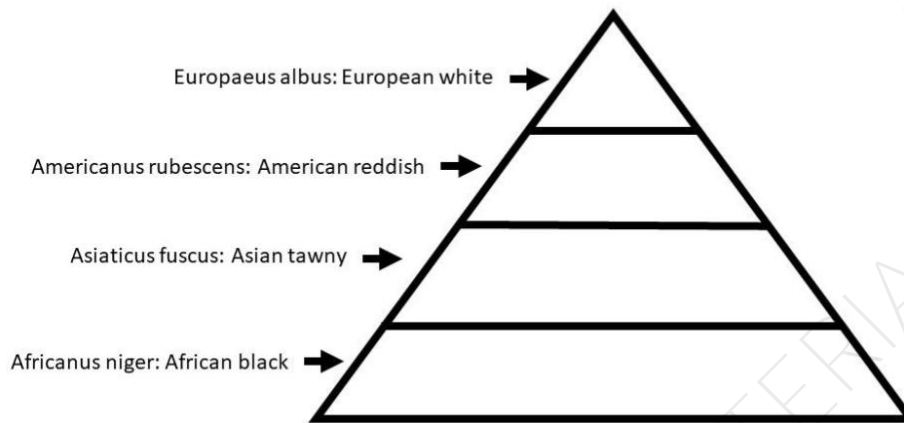 Europaeus albus: European white
Americanus rubescens: American reddish
Asiaticus fuscus: Asian tawny
Africanus niger: African black